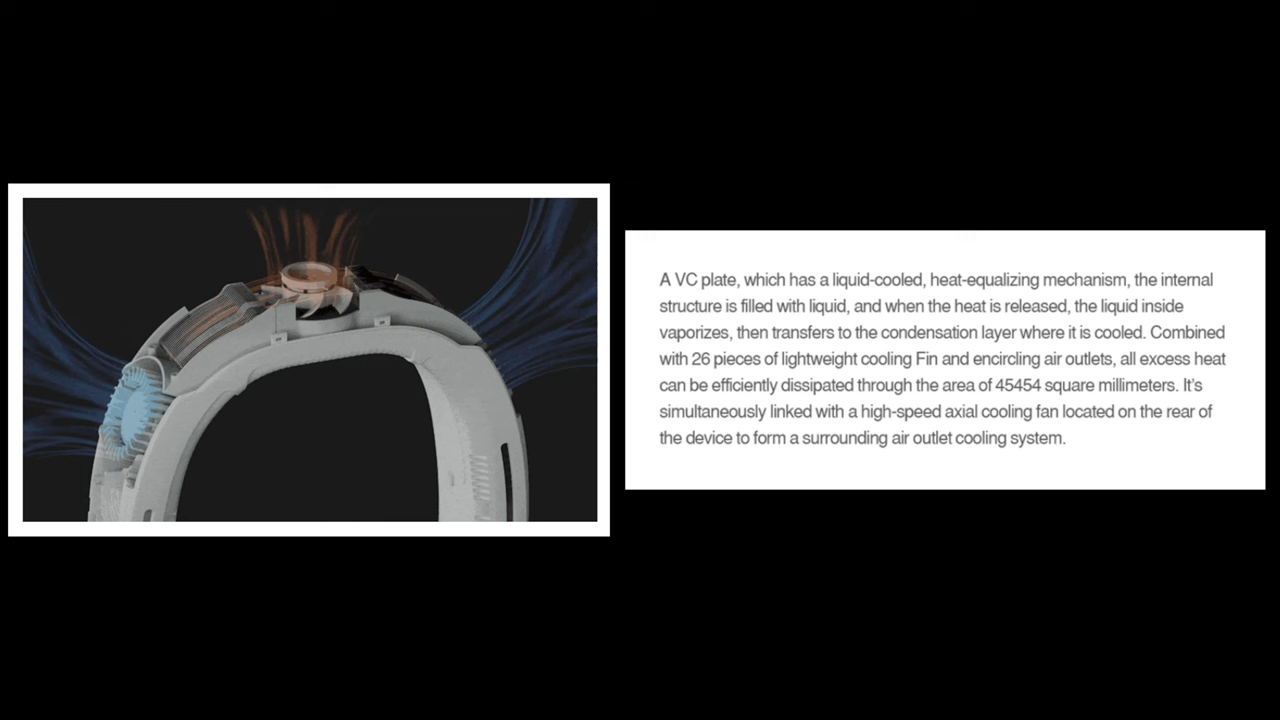 A VC plate, which has a liquid-cooled, heat-equalizing mechanism, the internal
structure is filled with liquid, and when the heat is released, the liquid inside
vaporizes, then transfers to the condensation layer where it is cooled. Combined
with 26 pieces of lightweight cooling Fin and encircling air outlets, all excess heat
can be efficiently dissipated through the area of 45454 square millimeters. It's
simultaneously linked with a high-speed axial cooling fan located on the rear of
the device to form a surrounding air outlet cooling system.